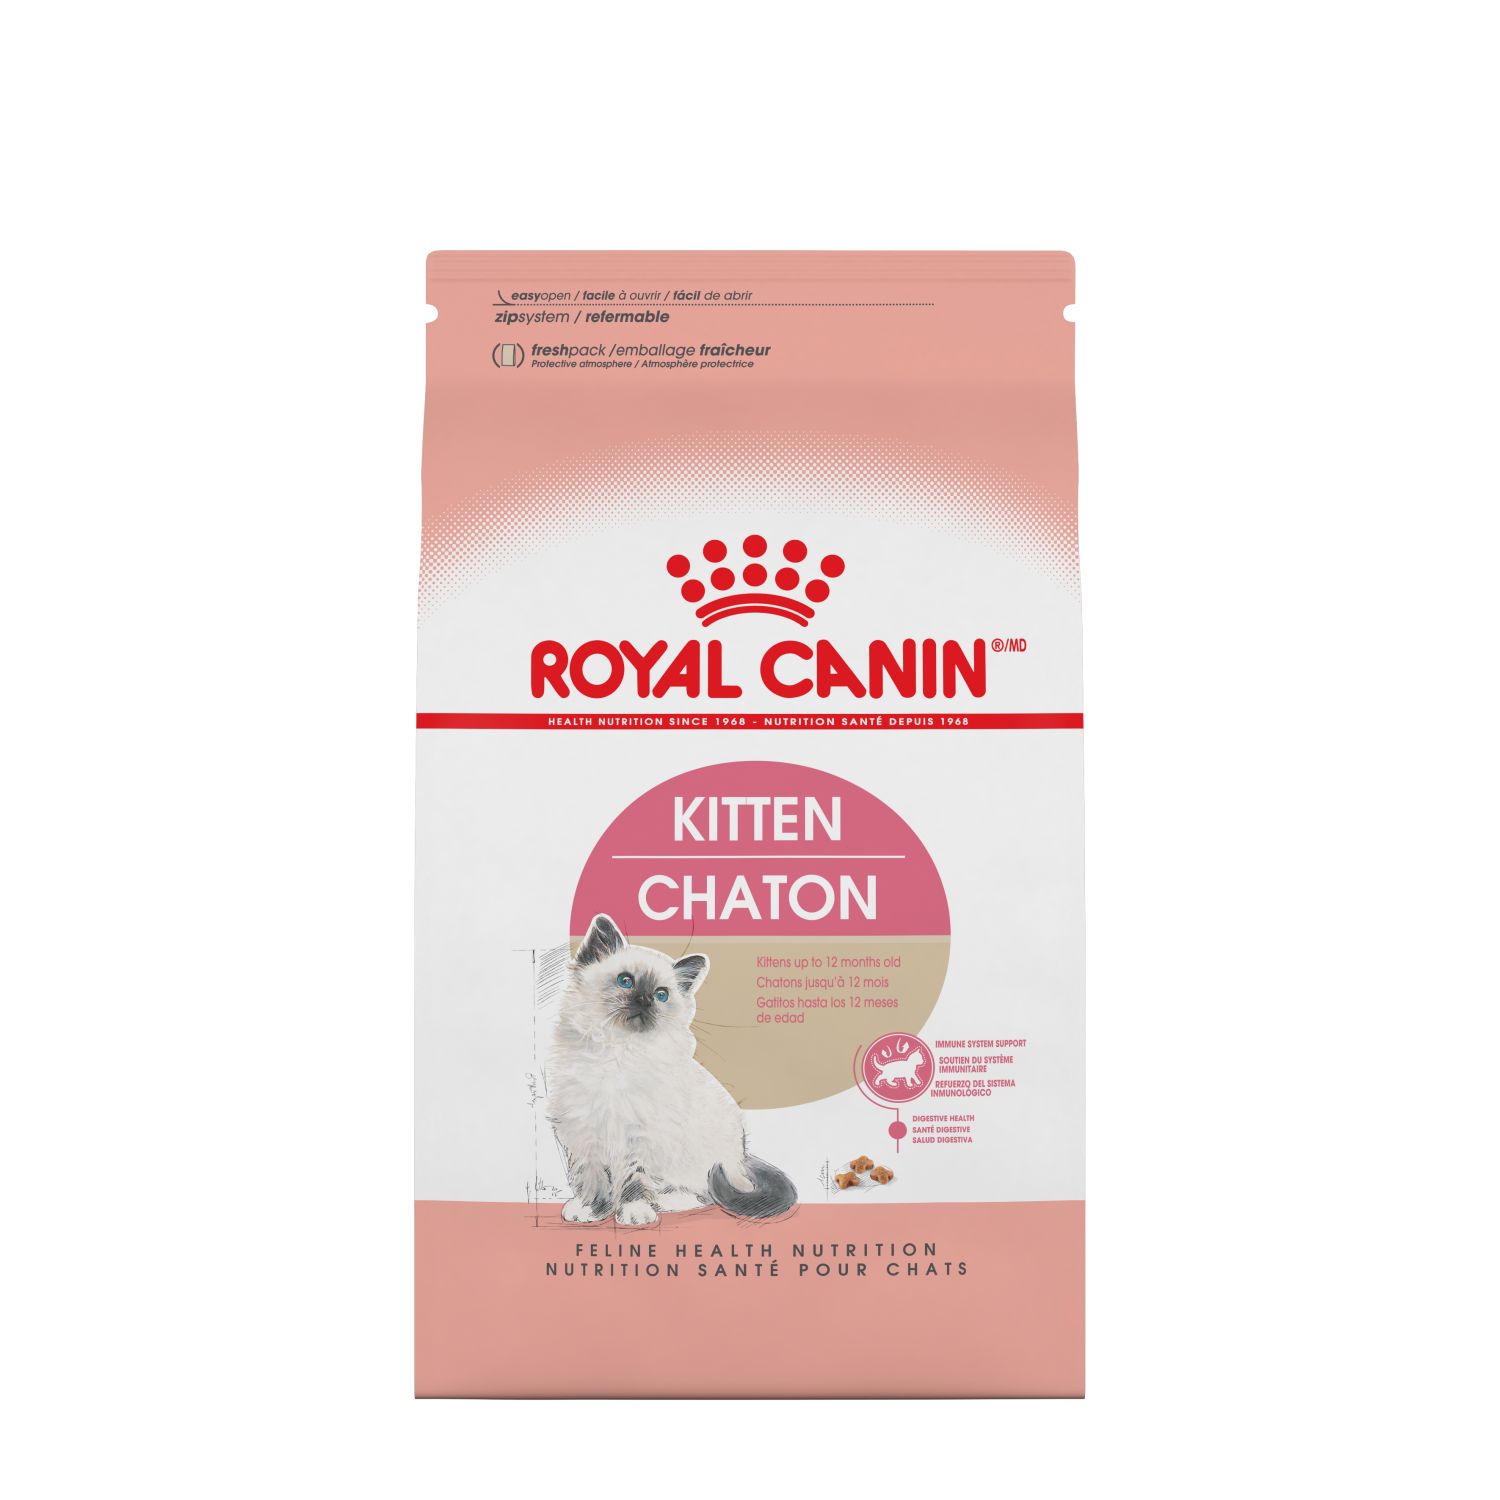 easyopen / facile à ouvrir / fácil de abrir
zipsystem / refermable
freshpack /emballage fraîcheur
Protective atmosphere / Atmosphère protectrice
ROYAL CANIN®/MD
HEALTH NUTRITION SINCE 1968 - NUTRITION SANTÉ DEPUIS 1968
KITTEN
CHATON
Kittens up to 12 months old
Chatons jusqu'à 12 mois
Gatitos hasta los 12 meses
de edad
IMMUNE SYSTEM SUPPORT
SOUTIEN DU SYSTÈME
IMMUNITAIRE
REFUERZO DEL SISTEMA
INMUNOLÓGICO
DIGESTIVE HEALTH
SANTÉ DIGESTIVE
SALUD DIGESTIVA
FELINE HEALTH NUTRITION
NUTRITION SANTÉ POUR CHATS